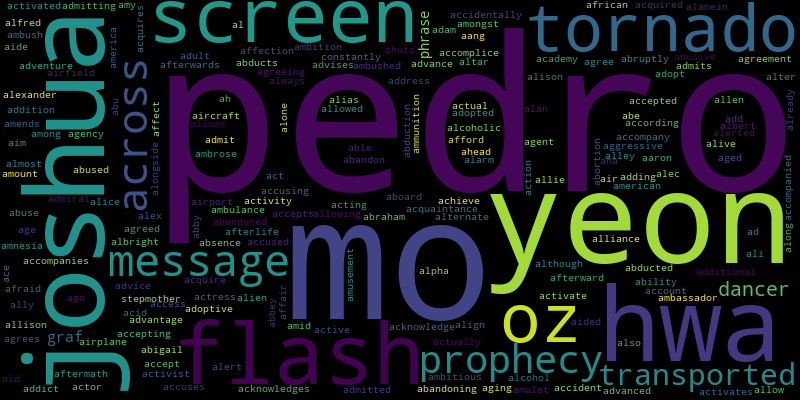 activated admitting amy
screen
accidentally
african
acquired alamein
alfred
ambush
aide
adventure
airfield
america
acquires
al
adult
afterwards
affection ambition
abducts
constantly
agreeing
always
advises
shuts
ambushed
address
phrase
adam
amongst
aang
accomplice
advance altar
tornado
academy agree abruptly
abusive
agreement
admits
alison
adopt
alter
joshua
across
pedro
alexander
addition
abu
amends
among agency
aim
almost
abused
amount
admiral alice
abuse
age
alex
agreed
amnesia
albright
alongside
affect
ah
aircraft
allows
admit
ambrose
act
airport
activity
ambulance
abandoned
accusing
alone
alias
allowed
able
abandon
abduction
ammunition
actual
adopted
alcoholic
afford
ahead
alarm
alan
agent
action
allie
accepted
abe
according
accompany
aggressive
alley
aaron
abortion
ana
air adding alec
american
allen
add
albert
alerted
alive
aged
already
accompanied
along
aboard
achieve
acting
accepts allowing
abraham
acquaintance
alternate
yeon
alliance
ad
ali
although
abducted
additional
afterward
ability
account
ambassador
activate
dancer
accompanies
ace
afraid
ally
ago
allison
agrees
graf
airplane
message
advice
stepmother
access
acid
advantage
accepting
abby
absence
afterlife
accused
acquire
actress
alien
adoptive
affair
abbey
amid
amusement
active
mo
alpha
acknowledge align
actually
oz
aided
hwa
also
aid
addict
aftermath
actor
abigail
accept
activist
accuses
flash
alert
acknowledges
admitted
prophecy
ambitious
alcohol
abandoning aging amulet accident
transported
advanced
activates allow